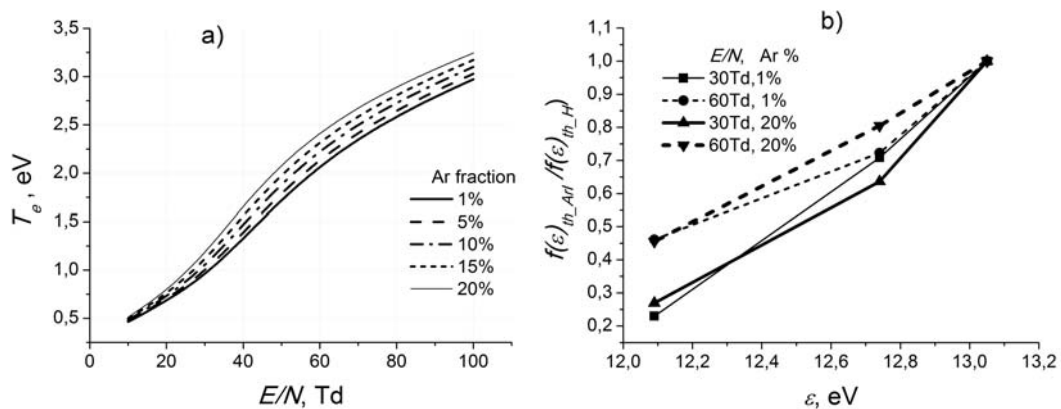 a)
3,5
3,0
2,5
2,0
1,5
1,0
0,5
T_e, eV
0 20 40 60 80 100
E/N, Td
Ar fraction
1%
5%
10%
15%
20%
b)
1,0
0,9
0,8
0,7
0,6
0,5
0,4
0,3
0,2
f(ε)_th_ArI /f(ε)_th_H)
12,0 12,2 12,4 12,6 12,8 13,0 13,2
ε, eV
E/N, Ar %
30Td,1%
60Td, 1%
30Td, 20%
60Td, 20%